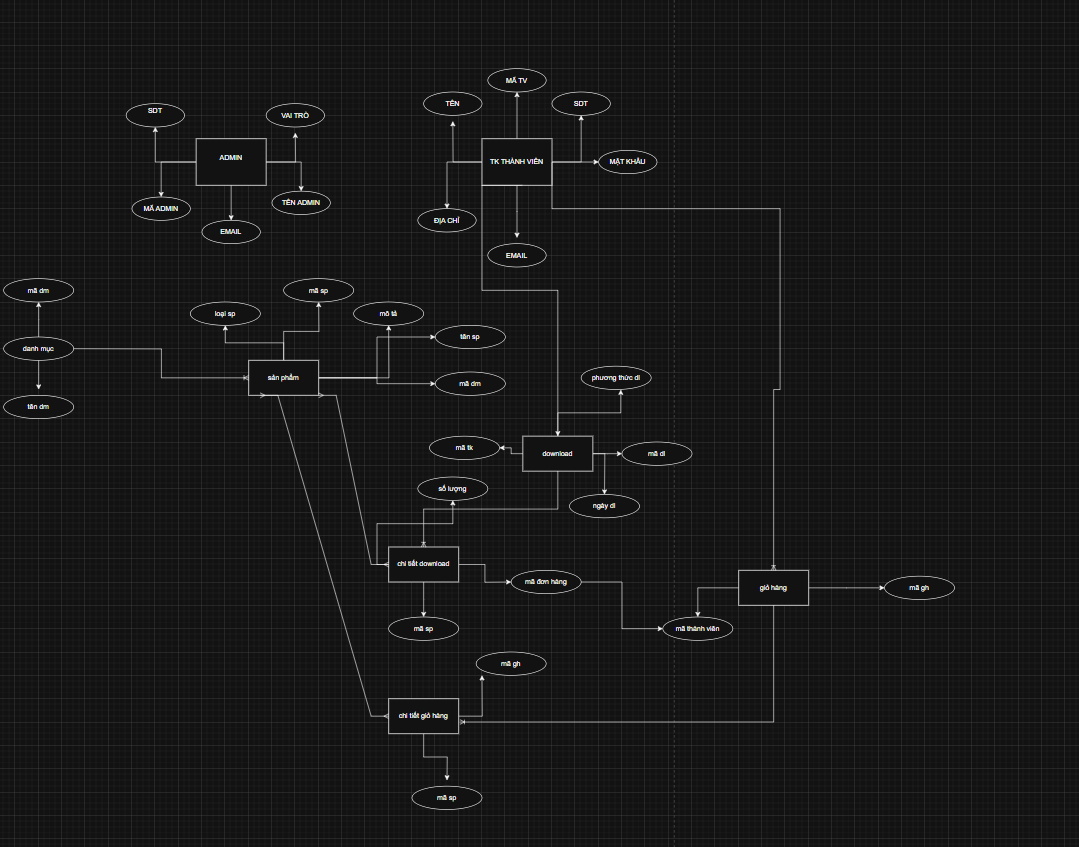 MÃ TV
TÊN
SDT
SDT
VAI TRÒ
ADMIN
TK THÀNH VIÊN
MẬT KHẨU
MÃ ADMIN
TÊN ADMIN
EMAIL
ĐỊA CHỈ
EMAIL
mã dm
mã sp
loại sp
mô tả
tên sp
danh mục
sản phẩm
mã dm
phương thức dl
tên dm
mã tk
download
mã dl
số lượng
ngày dl
chi tiết download
mã đơn hàng
giỏ hàng
mã gh
mã sp
mã thành viên
mã gh
chi tiết giỏ hàng
mã sp